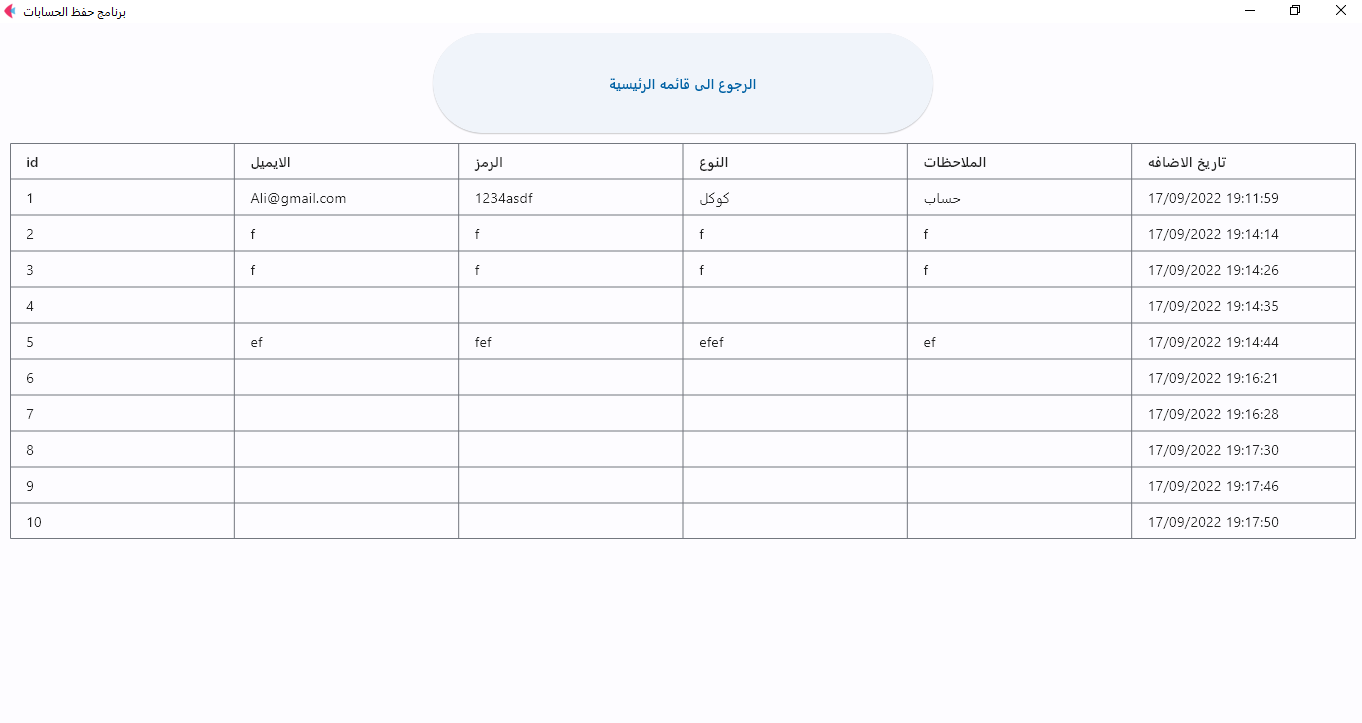 برنامج حفظ الحسابات
الرجوع الى قائمه الرئيسية
id الايميل الرمز النوع الملاحظات تاريخ الاضافه
1 Ali@gmail.com 1234asdf كوكل حساب 17/09/2022 19:11:59
2 f f f f 17/09/2022 19:14:14
3 f f f f 17/09/2022 19:14:26
4 17/09/2022 19:14:35
5 ef fef efef ef 17/09/2022 19:14:44
6 17/09/2022 19:16:21
7 17/09/2022 19:16:28
8 17/09/2022 19:17:30
9 17/09/2022 19:17:46
10 17/09/2022 19:17:50